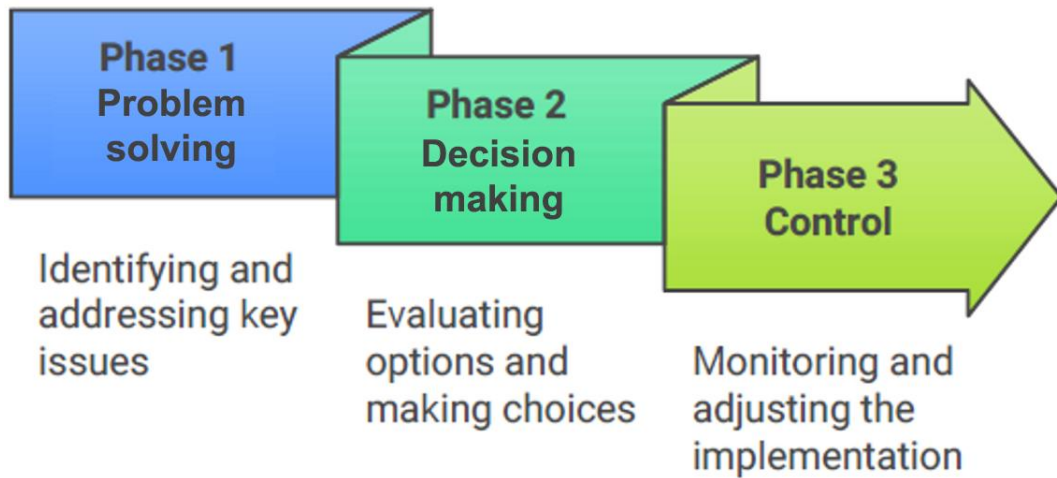 Phase 1
Problem
solving
Identifying and
addressing key
issues
Phase 2
Decision
making
Evaluating
options and
making choices
Phase 3
Control
Monitoring and
adjusting the
implementation